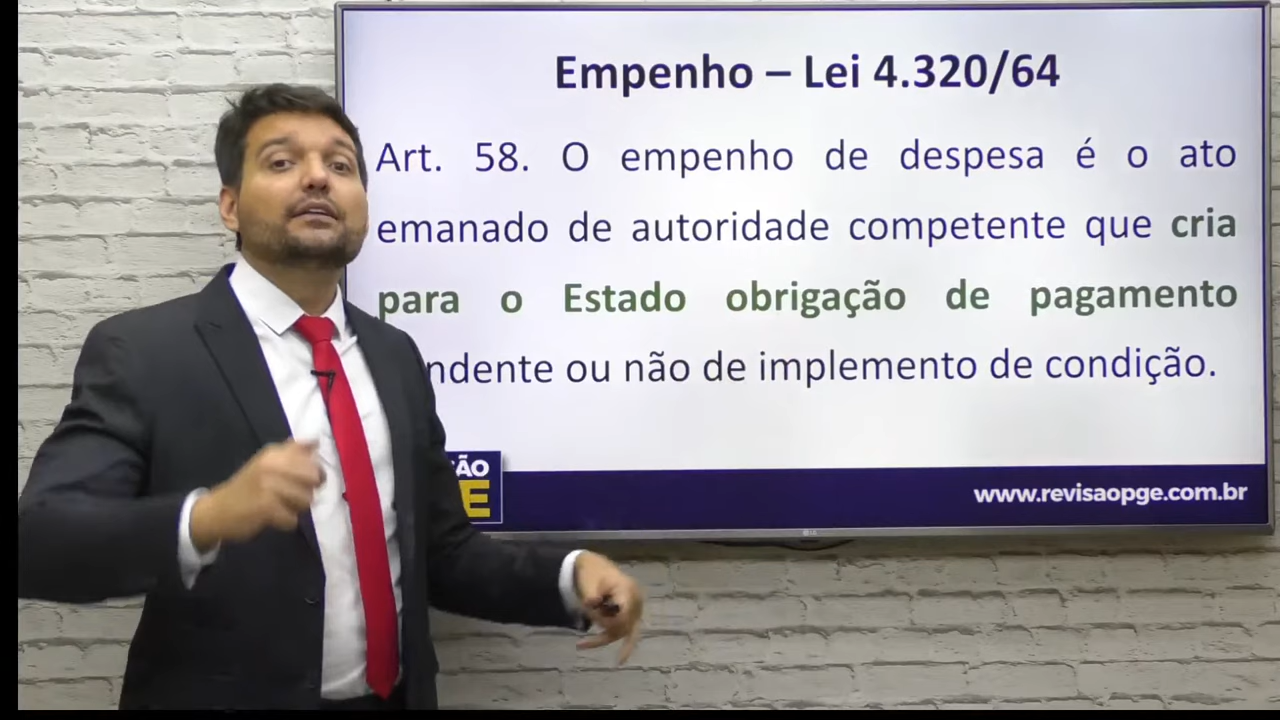 Empenho – Lei 4.320/64
Art. 58. O empenho de despesa é o ato
emanado de autoridade competente que cria
para o Estado obrigação de pagamento
ndente ou não de implemento de condição.
ÃO
E
www.revisaopge.com.br
LG